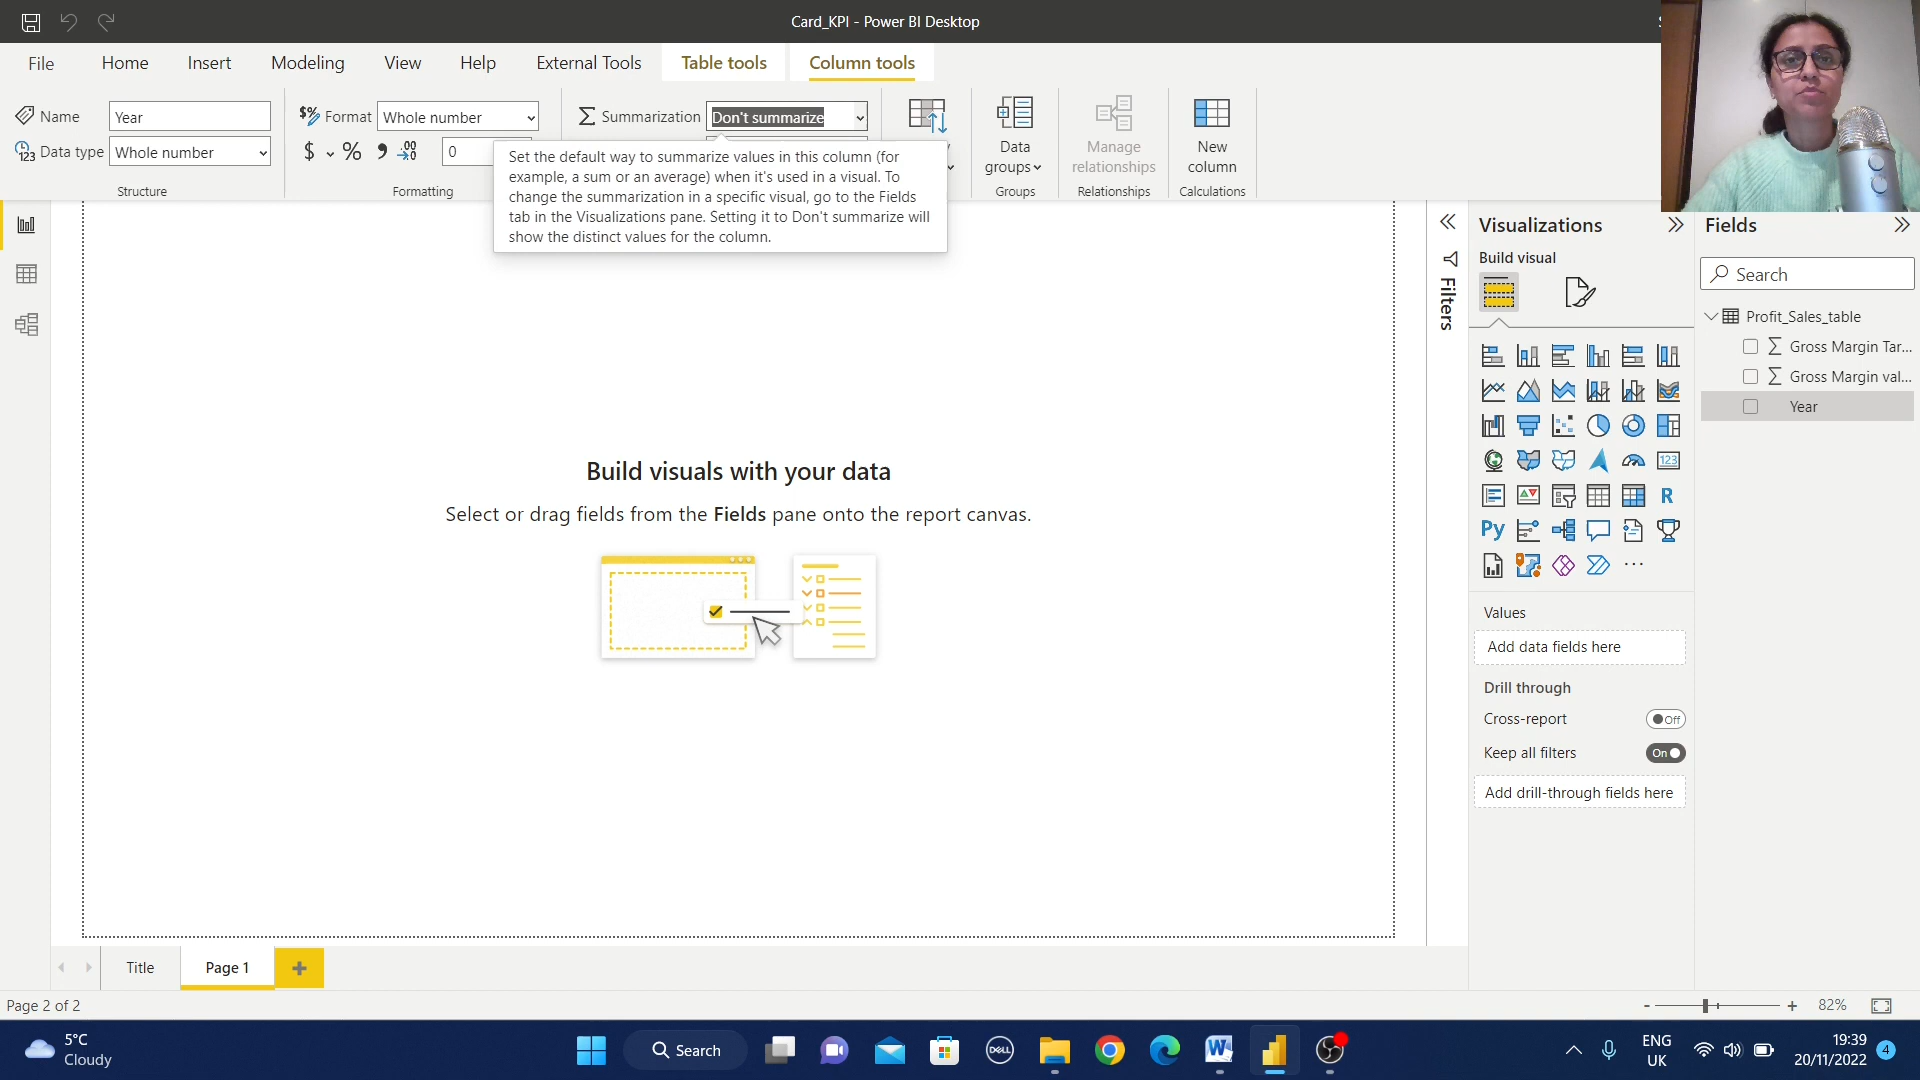 Card_KPI - Power BI Desktop
File
Home
Insert
Modeling
View
Help
External Tools
Table tools
Column tools
Name
Year
Format
Whole number
Summarization
Don't summarize
Data type
Whole number
$
%
0
Data
groups
Manage
relationships
New
column
Structure
Formatting
Groups
Relationships
Calculations
Set the default way to summarize values in this column (for
example, a sum or an average) when it's used in a visual. To
change the summarization in a specific visual, go to the Fields
tab in the Visualizations pane. Setting it to Don't summarize will
show the distinct values for the column.
Build visuals with your data
Select or drag fields from the Fields pane onto the report canvas.
Filters
Visualizations
Build visual
123
R
Py
Values
Add data fields here
Drill through
Cross-report
Off
Keep all filters
On
Add drill-through fields here
Fields
Search
Profit_Sales_table
Gross Margin Tar...
Gross Margin val...
Year
Title
Page 1
Page 2 of 2
82%
5°C
Cloudy
Search
DELL
W
ENG
UK
19:39
20/11/2022
4